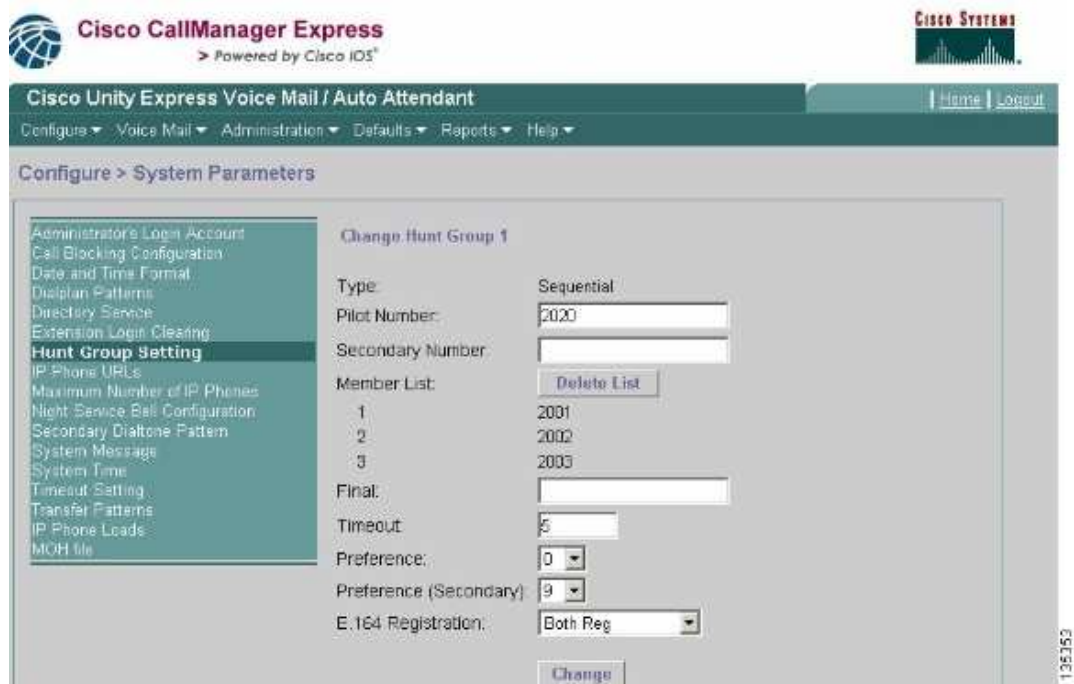 Cisco CallManager Express
> Powered by Cisco IOS®
CISCO SYSTEMS
Cisco Unity Express Voice Mail / Auto Attendant
Home | Logout
Configure Voice Mail Administration Defaults Reports Help
Configure > System Parameters
Administrator's Login Account
Call Blocking Configuration
Date and Time Format
Dialplan Patterns
Directory Service
Extension Login Clearing
Hunt Group Setting
IP Phone URLs
Maximum Number of IP Phones
Night Service Bell Configuration
Secondary Dialtone Pattern
System Message
System Time
Timeout Setting
Transfer Patterns
IP Phone Loads
MOH file
Change Hunt Group 1
Type: Sequential
Pilot Number: 2020
Secondary Number:
Member List: Delete List
1 2001
2 2002
3 2003
Final:
Timeout: 5
Preference: 0
Preference (Secondary): 9
E.164 Registration: Both Reg
Change
135353